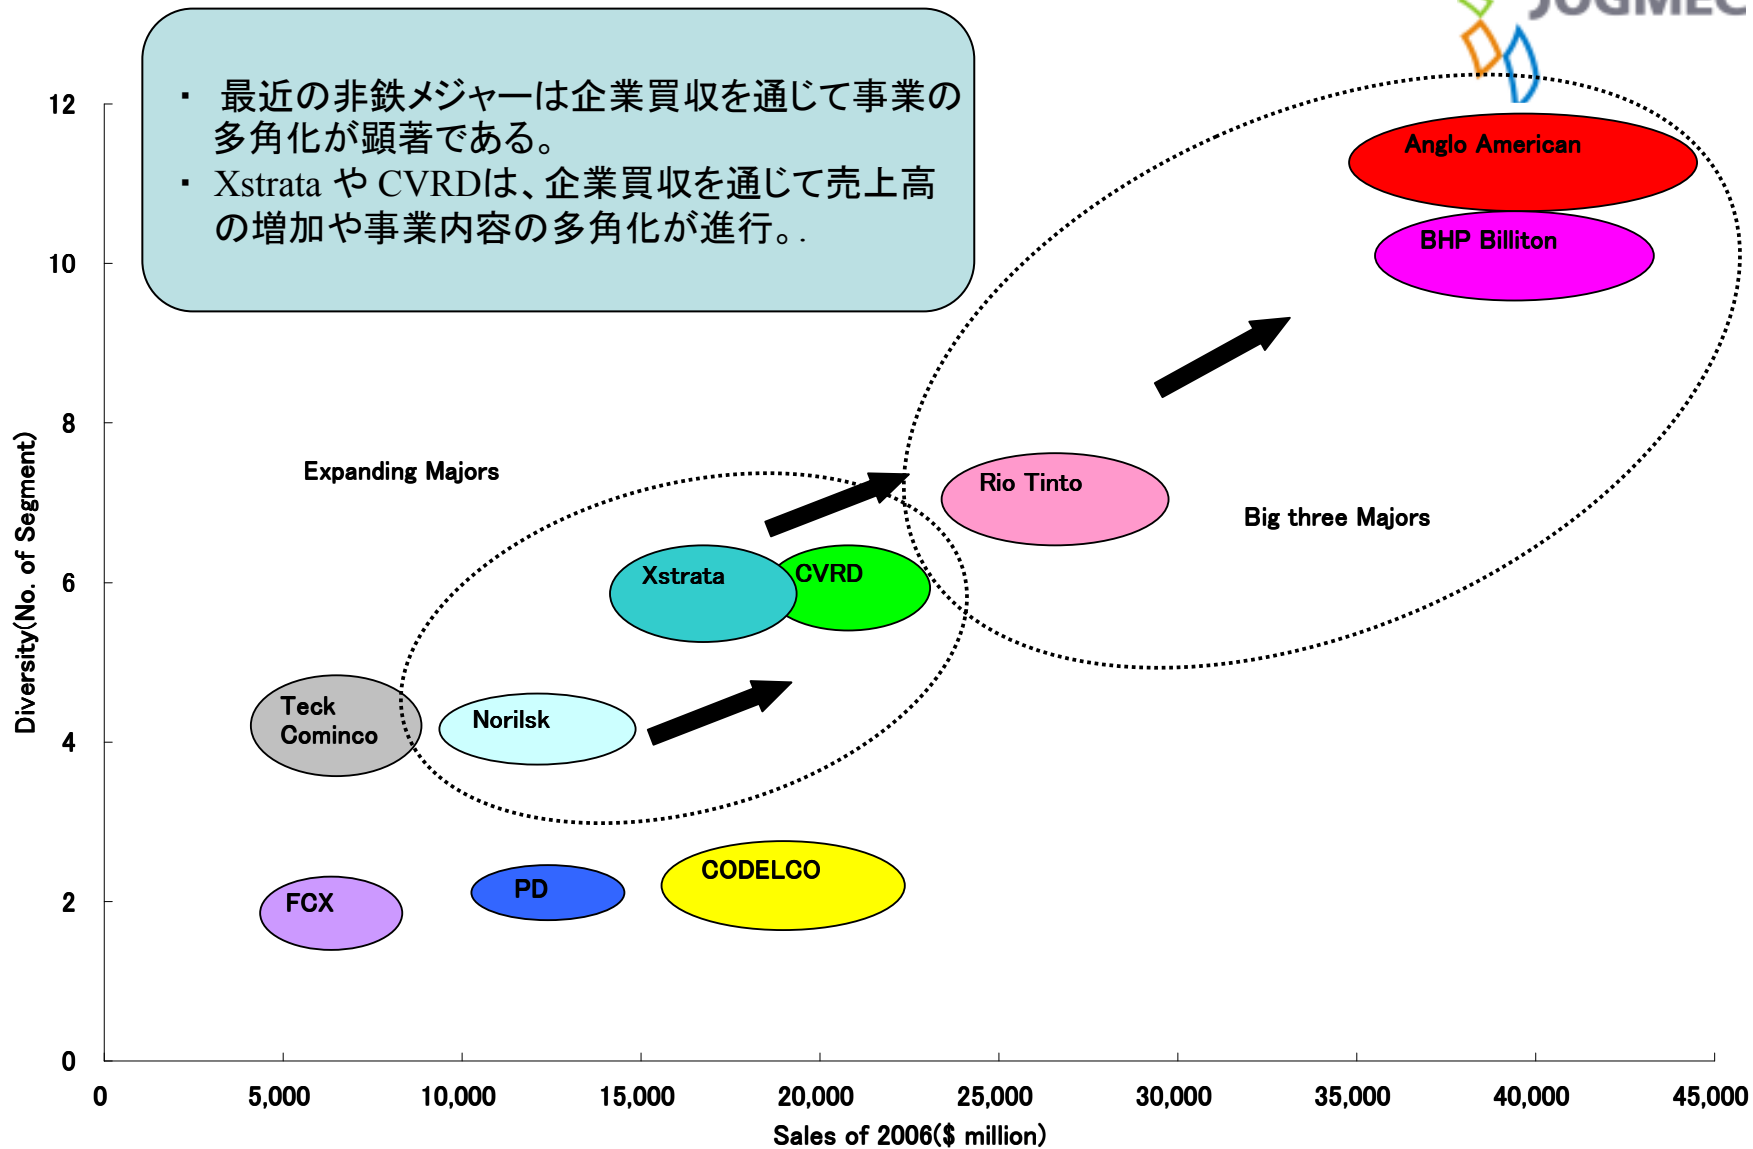 JOGMEC
・ 最近の非鉄メジャーは企業買収を通じて事業の
多角化が顕著である。
・ Xstrata や CVRDは、企業買収を通じて売上高
の増加や事業内容の多角化が進行。.
12
10
8
6
4
2
0
Diversity(No. of Segment)
Anglo American
BHP Billiton
Expanding Majors
Rio Tinto
Big three Majors
Xstrata
CVRD
Teck
Cominco
Norilsk
CODELCO
PD
FCX
0 5,000 10,000 15,000 20,000 25,000 30,000 35,000 40,000 45,000
Sales of 2006($ million)